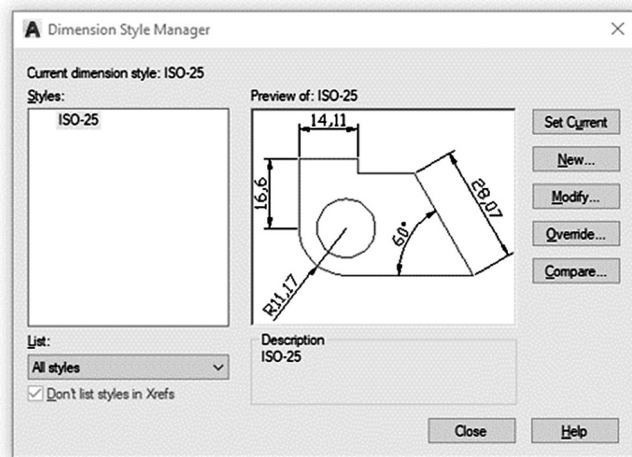 Dimension Style Manager
Current dimension style: ISO-25
Styles:
ISO-25
Preview of: ISO-25
14,11
16,6
28,07
60°
R11,17
Set Current
New...
Modify...
Override...
Compare...
List:
All styles
Don't list styles in Xrefs
Description
ISO-25
Close
Help